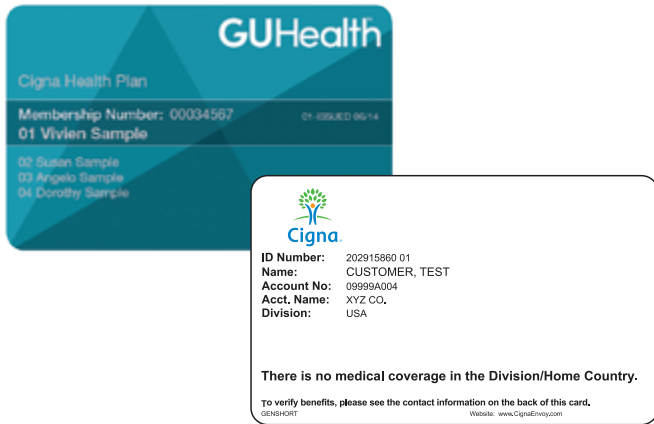 GUHealth
Cigna Health Plan
Membership Number: 00034567 01-ISSUED 06/14
01 Vivien Sample
02 Susan Sample
03 Angelo Sample
04 Dorothy Sample
Cigna.
ID Number: 202915860 01
Name: CUSTOMER, TEST
Account No: 09999A004
Acct. Name: XYZ CO.
Division: USA
There is no medical coverage in the Division/Home Country.
To verify benefits, please see the contact information on the back of this card.
GENSHORT Website: www.CignaEnvoy.com